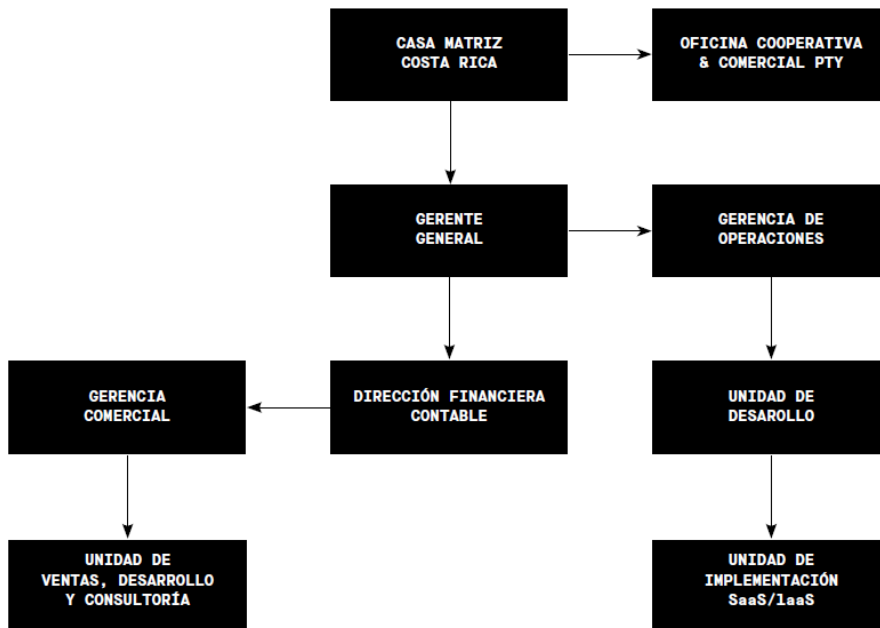 CASA MATRIZ
COSTA RICA
OFICINA COOPERATIVA
& COMERCIAL PTY
GERENTE
GENERAL
GERENCIA DE
OPERACIONES
GERENCIA
COMERCIAL
DIRECCIÓN FINANCIERA
CONTABLE
UNIDAD DE
DESAROLLO
UNIDAD DE
VENTAS, DESARROLLO
Y CONSULTORÍA
UNIDAD DE
IMPLEMENTACIÓN
SaaS/laaS